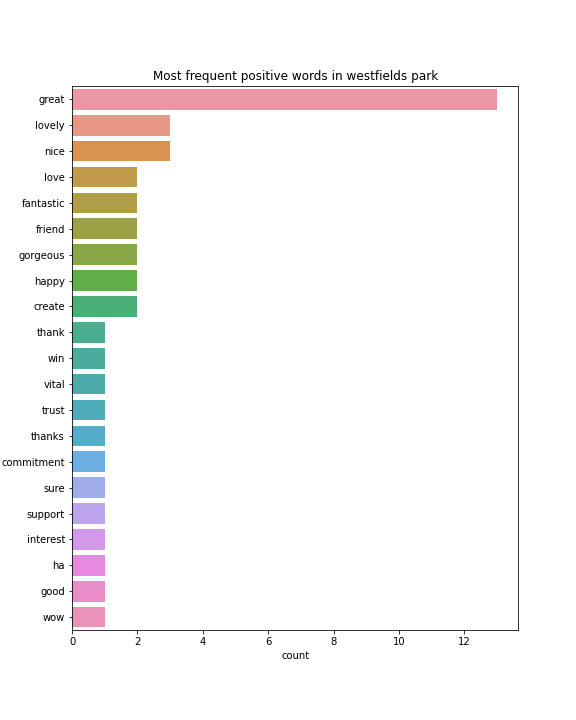 Most frequent positive words in westfields park
great
lovely
nice
love
fantastic
friend
gorgeous
happy
create
thank
win
vital
trust
thanks
commitment
sure
support
interest
ha
good
wow
0 2 4 6 8 10 12
count